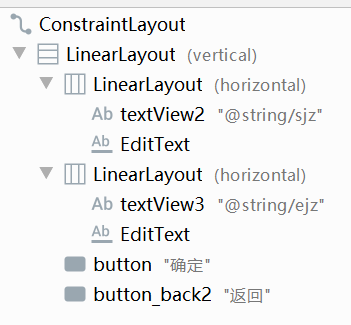 ConstraintLayout
LinearLayout (vertical)
LinearLayout (horizontal)
Ab textView2 "@string/sjz"
Ab EditText
LinearLayout (horizontal)
Ab textView3 "@string/ejz"
Ab EditText
button "确定"
button_back2 "返回"